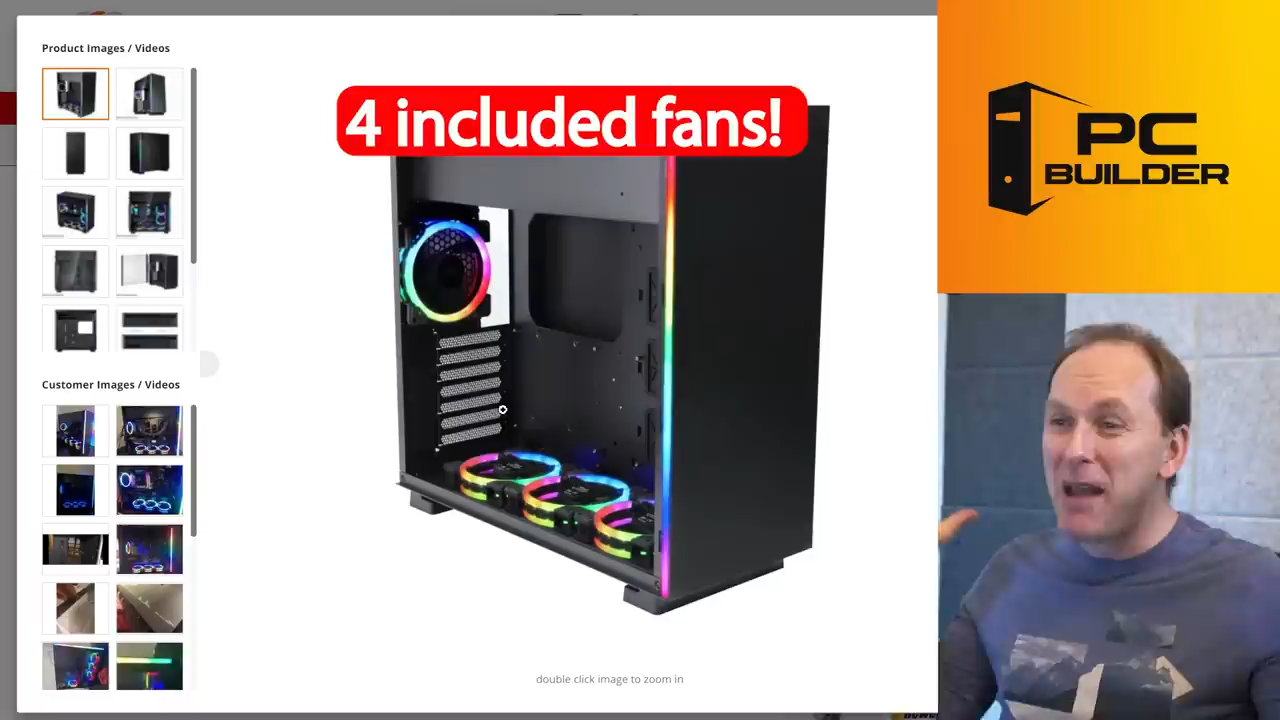 Product Images / Videos
4 included fans!
PC
BUILDER
Customer Images / Videos
double click image to zoom in